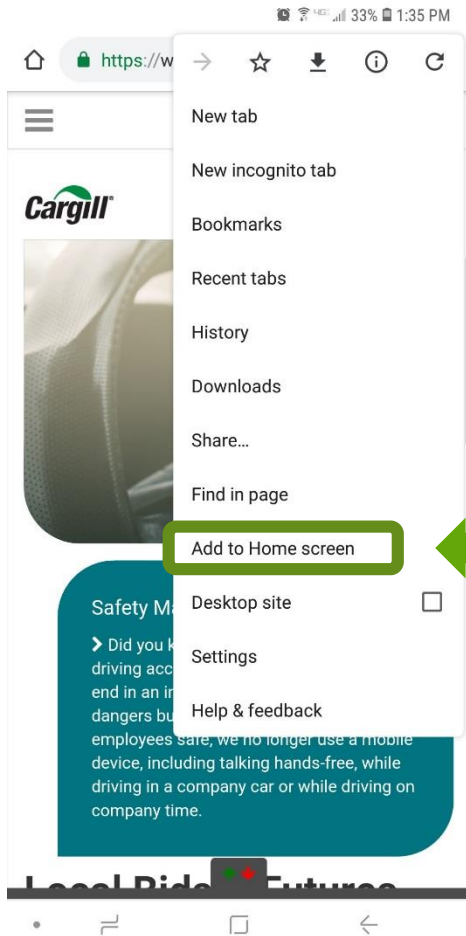 4G 33% 1:35 PM
https://w
New tab
New incognito tab
Bookmarks
Recent tabs
History
Downloads
Share...
Find in page
Add to Home screen
Desktop site
Settings
Help & feedback
Cargill
Safety M
Did you k
driving acc
end in an i
dangers bu
employees safe, we no longer use a mobile
device, including talking hands-free, while
driving in a company car or while driving on
company time.
Local Bids Futures